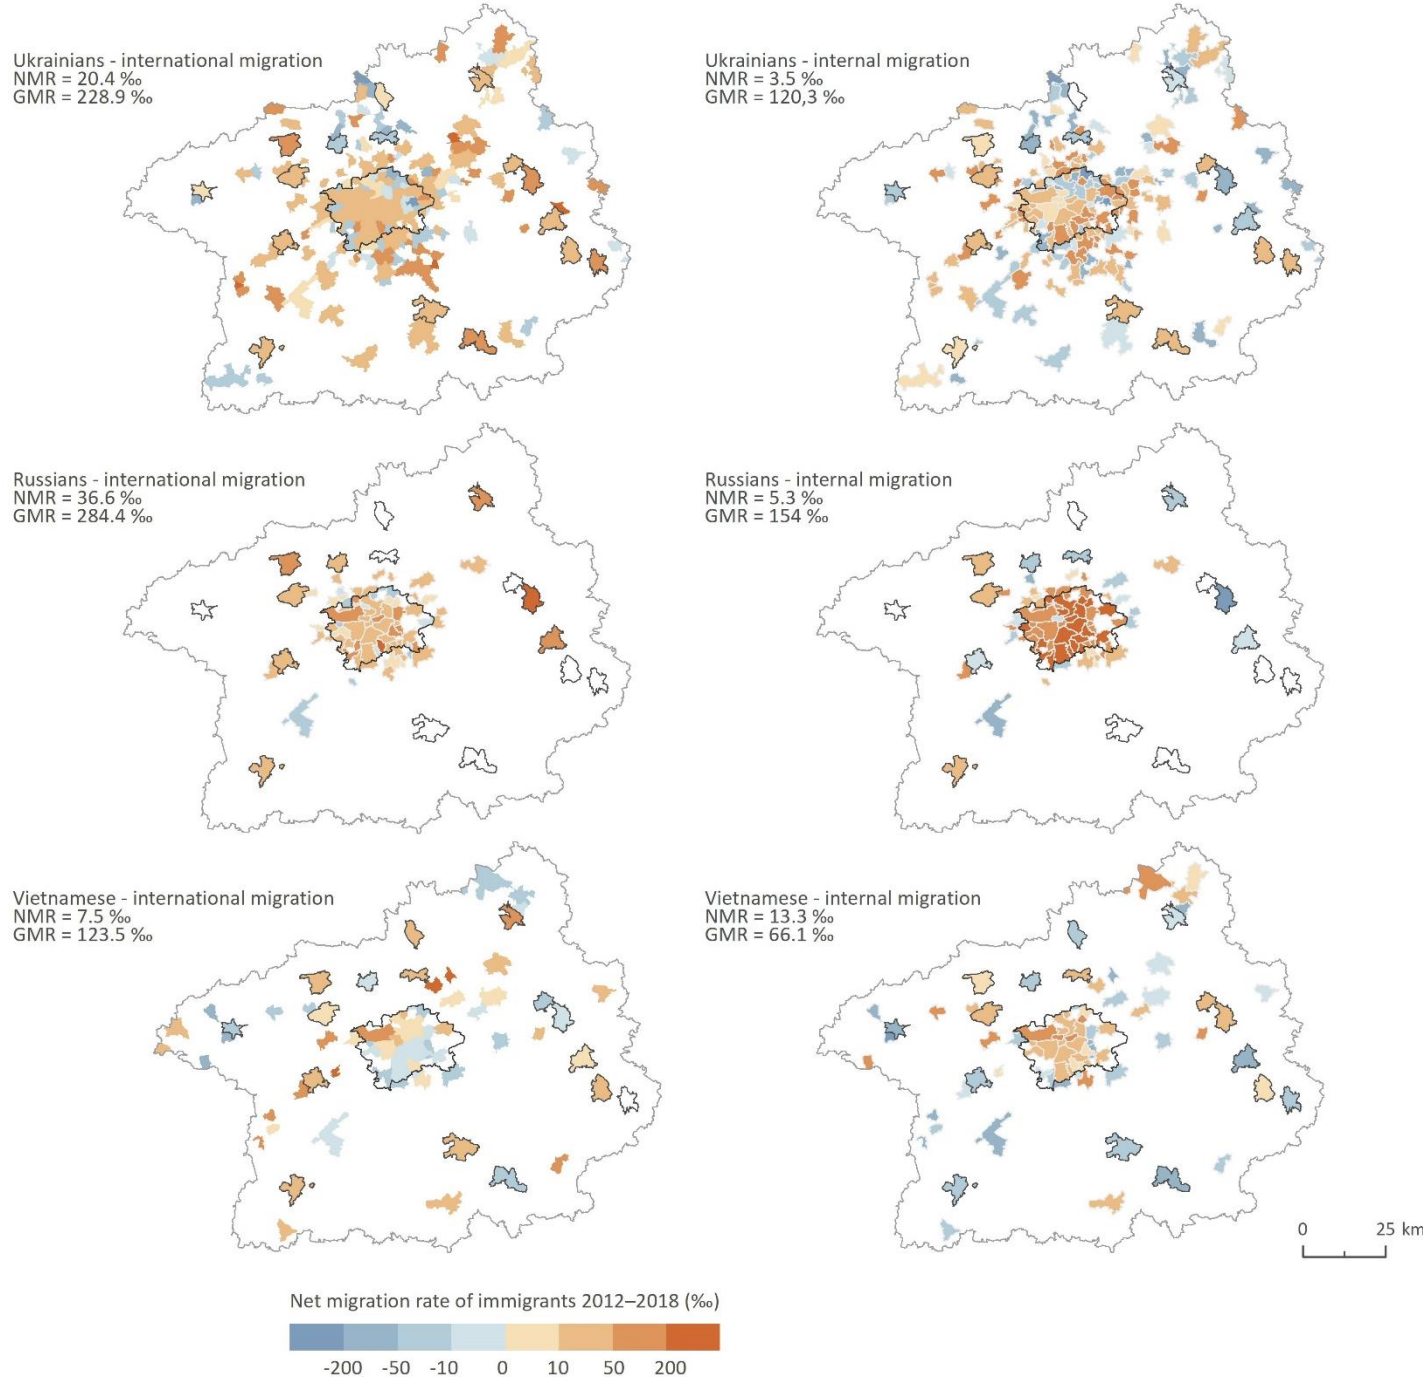 Ukrainians - international migration
NMR = 20.4 ‰
GMR = 228.9 ‰
Ukrainians - internal migration
NMR = 3.5 ‰
GMR = 120,3 ‰
Russians - international migration
NMR = 36.6 ‰
GMR = 284.4 ‰
Russians - internal migration
NMR = 5.3 ‰
GMR = 154 ‰
Vietnamese - international migration
NMR = 7.5 ‰
GMR = 123.5 ‰
Vietnamese - internal migration
NMR = 13.3 ‰
GMR = 66.1 ‰
0 25 km
Net migration rate of immigrants 2012–2018 (‰)
-200 -50 -10 0 10 50 200